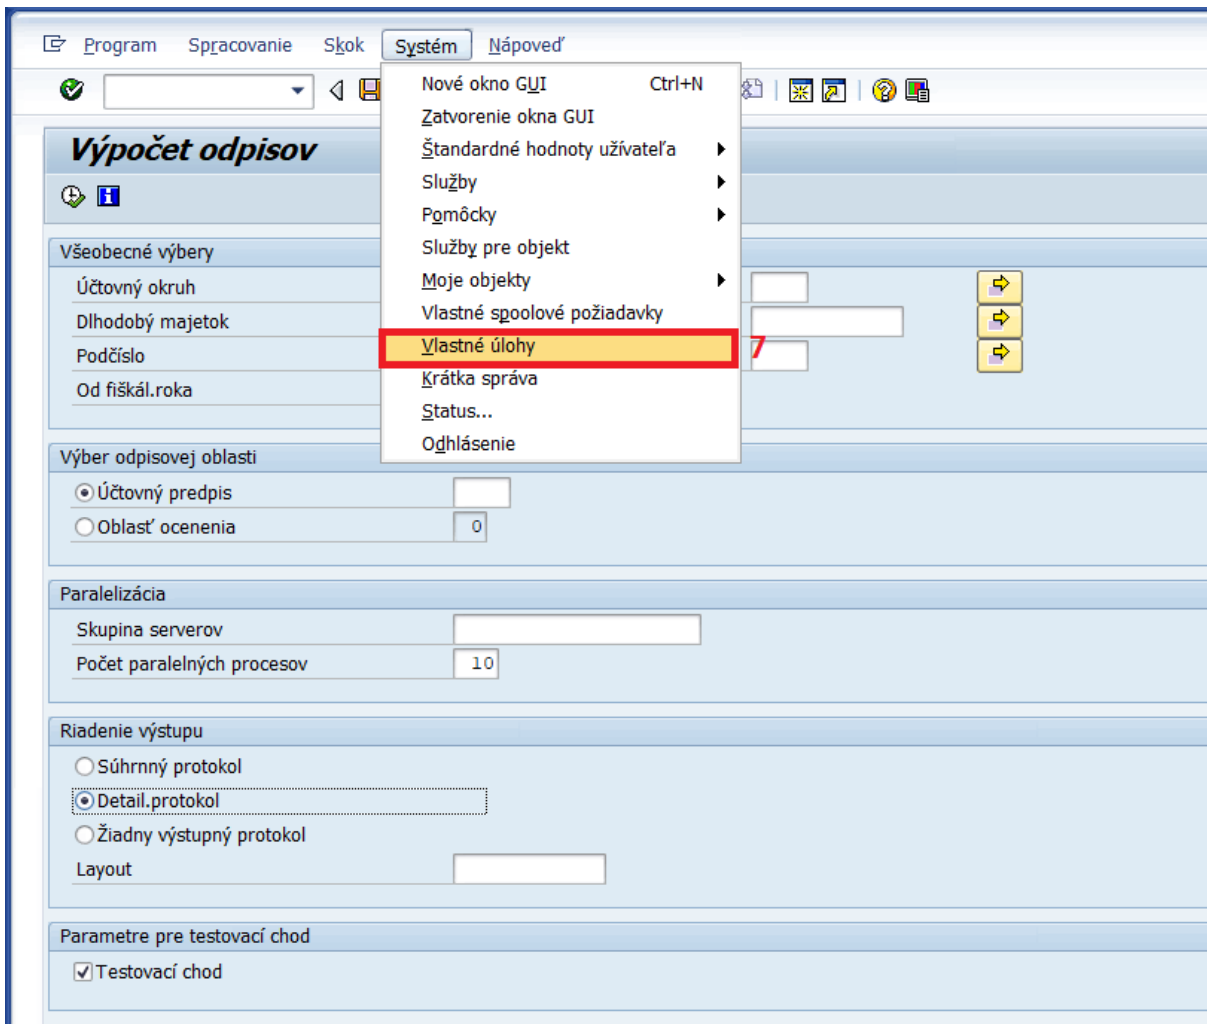 Program Spracovanie Skok Systém Nápoveď
Nové okno GUI Ctrl+N
Zatvorenie okna GUI
Štandardné hodnoty užívateľa
Služby
Pomôcky
Služby pre objekt
Moje objekty
Vlastné spoolové požiadavky
Vlastné úlohy
7
Krátka správa
Status...
Odhlásenie
Výpočet odpisov
Všeobecné výbery
Účtovný okruh
Dlhodobý majetok
Podčíslo
Od fiškál.roka
Výber odpisovej oblasti
Účtovný predpis
Oblasť ocenenia 0
Paralelizácia
Skupina serverov
Počet paralelných procesov 10
Riadenie výstupu
Súhrnný protokol
Detail.protokol
Žiadny výstupný protokol
Layout
Parametre pre testovací chod
Testovací chod